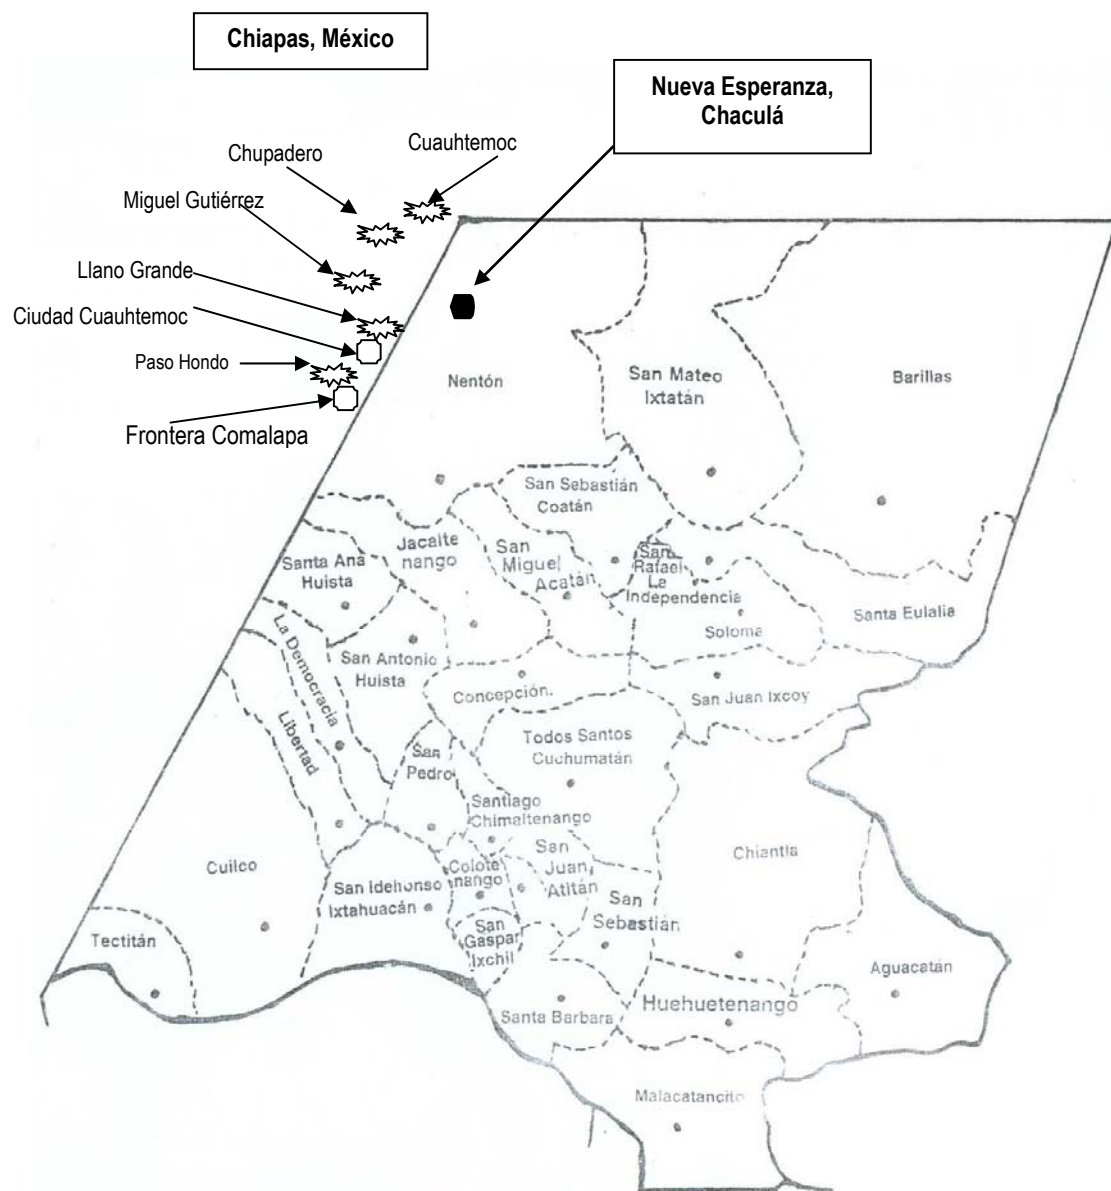 Chiapas, México
Nueva Esperanza,
Chaculá
Cuauhtemoc
Chupadero
Miguel Gutiérrez
Llano Grande
Ciudad Cuauhtemoc
Paso Hondo
Frontera Comalapa
Nentón
San Mateo
Ixtatán
Barillas
San Sebastián
Coatán
Jacalte
nango
San
Miguel
Acatán
San
Rafael
La
Independencia
Santa Ana
Huista
Santa Eulalia
Soloma
San Antonio
Huista
La Democracia
Libertad
Concepción.
San Juan Ixcoy
Todos Santos
Cuchumatán
San
Pedro
Santiago
Chimaltenango
San
Juan
Atitán
Chiantla
Cuilco
San Idehonso
Ixtahuacán
Colote
nango
San
Sebastián
San
Gaspar
Ixchil
Tectitán
Aguacatán
Huehuetenango
Santa Barbara
Malacatancito